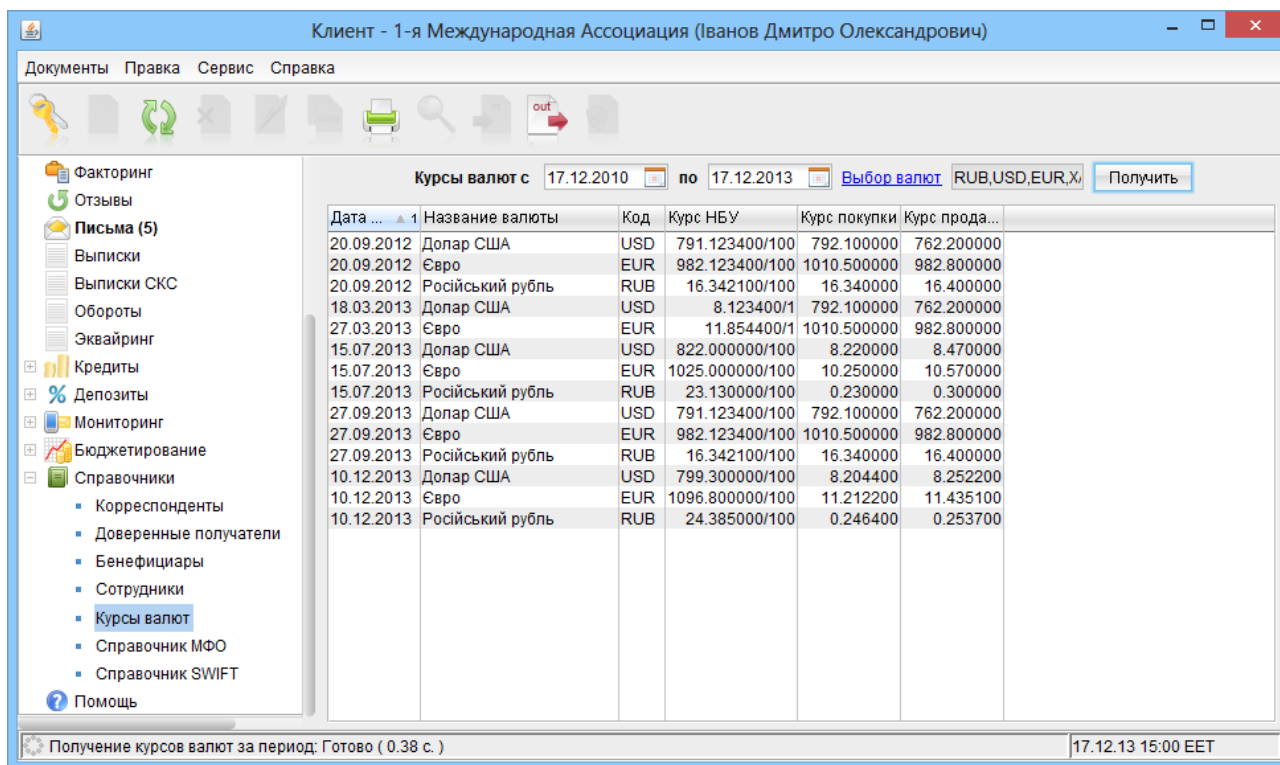 Клиент - 1-я Международная Ассоциация (Іванов Дмитро Олександрович)
Документы Правка Сервис Справка
out
Факторинг
Отзывы
Письма (5)
Выписки
Выписки СКС
Обороты
Эквайринг
Кредиты
Депозиты
Мониторинг
Бюджетирование
Справочники
Корреспонденты
Доверенные получатели
Бенефициары
Сотрудники
Курсы валют
Справочник МФО
Справочник SWIFT
Помощь
Курсы валют с 17.12.2010 по 17.12.2013 Выбор валют RUB,USD,EUR,X Получить
Дата ... 1 Название валюты Код Курс НБУ Курс покупки Курс прода...
20.09.2012 Долар США USD 791.123400/100 792.100000 762.200000
20.09.2012 Євро EUR 982.123400/100 1010.500000 982.800000
20.09.2012 Російський рубль RUB 16.342100/100 16.340000 16.400000
18.03.2013 Долар США USD 8.123400/1 792.100000 762.200000
27.03.2013 Євро EUR 11.854400/1 1010.500000 982.800000
15.07.2013 Долар США USD 822.000000/100 8.220000 8.470000
15.07.2013 Євро EUR 1025.000000/100 10.250000 10.570000
15.07.2013 Російський рубль RUB 23.130000/100 0.230000 0.300000
27.09.2013 Долар США USD 791.123400/100 792.100000 762.200000
27.09.2013 Євро EUR 982.123400/100 1010.500000 982.800000
27.09.2013 Російський рубль RUB 16.342100/100 16.340000 16.400000
10.12.2013 Долар США USD 799.300000/100 8.204400 8.252200
10.12.2013 Євро EUR 1096.800000/100 11.212200 11.435100
10.12.2013 Російський рубль RUB 24.385000/100 0.246400 0.253700
Получение курсов валют за период: Готово ( 0.38 с. ) 17.12.13 15:00 EET